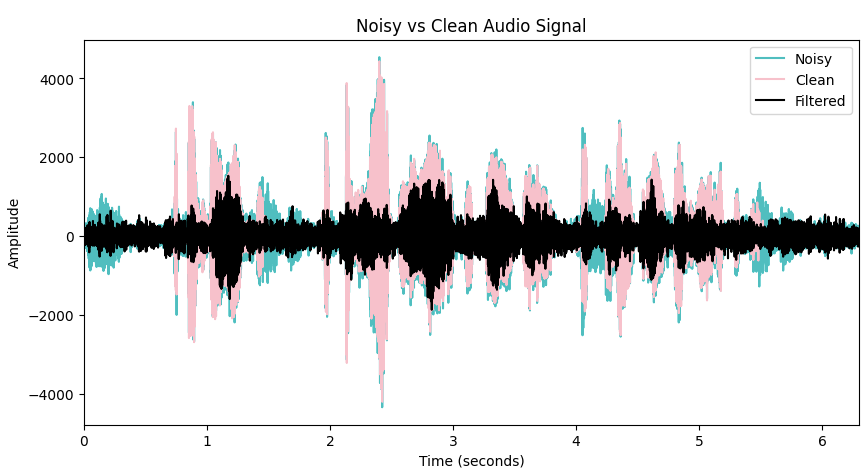 Noisy vs Clean Audio Signal
Noisy
Clean
Filtered
Amplitude
4000
2000
0
−2000
−4000
0 1 2 3 4 5 6
Time (seconds)